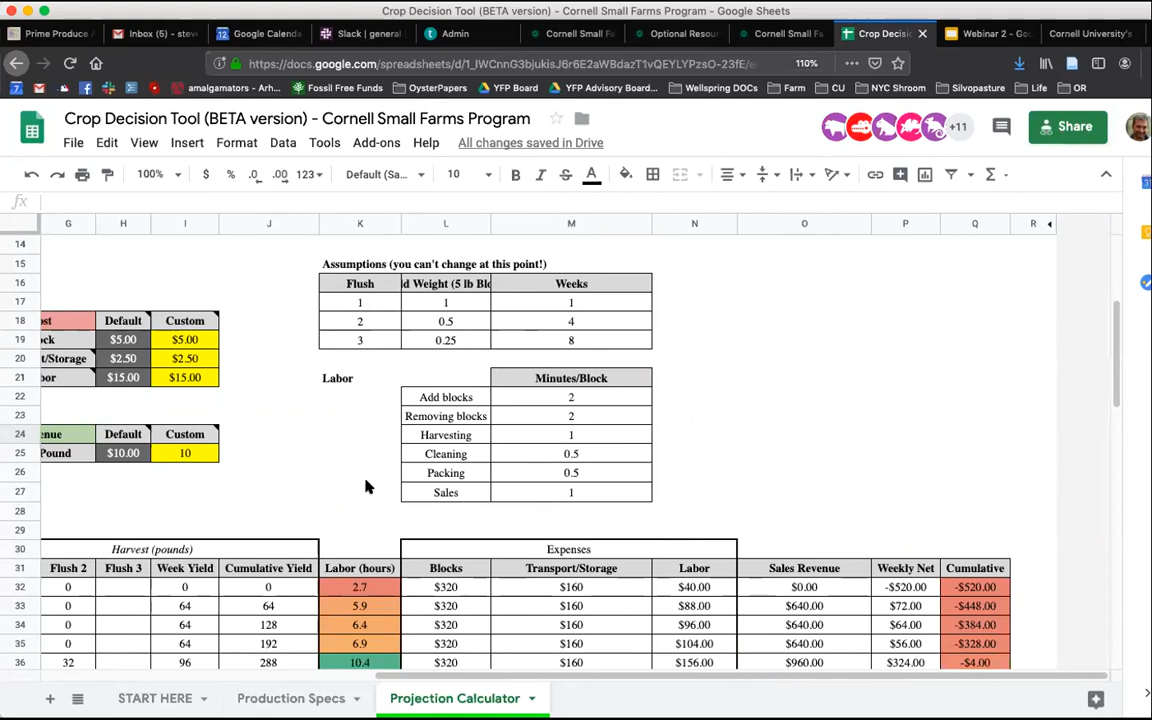 Crop Decision Tool (BETA version) - Cornell Small Farms Program - Google Sheets
Prime Produce Inbox (3) - stev Google Calenda Slack | general Admin Cornell Small Fa Optional Resour Cornell Small Fa Crop Decisi Webinar 2 - Goo Cornell University's
https://docs.google.com/spreadsheets/d/ 110%
amalgamators - Arh... Fossil Free Funds OysterPapers YFP Board YFP Advisory Board... Wellspring DOCs Farm CU NYC Shroom Silvopasture Life OR
Crop Decision Tool (BETA version) - Cornell Small Farms Program
+11 Share
File Edit View Insert Format Data Tools Add-ons Help All changes saved in Drive
100% $ % .0 .00 123 Default (Sa... 10 B I S A
fx
G H I J K L M N O P Q R
14
15 Assumptions (you can't change at this point!)
16 Flush d Weight (5 lb Blo Weeks
17 1 1 1
18 ost Default Custom 2 0.5 4
19 ock $5.00 $5.00 3 0.25 8
20 t/Storage $2.50 $2.50
21 bor $15.00 $15.00 Labor Minutes/Block
22 Add blocks 2
23 Removing blocks 2
24 enue Default Custom Harvesting 1
25 Pound $10.00 10 Cleaning 0.5
26 Packing 0.5
27 Sales 1
28
29
30 Harvest (pounds) Expenses
31 Flush 2 Flush 3 Week Yield Cumulative Yield Labor (hours) Blocks Transport/Storage Labor Sales Revenue Weekly Net Cumulative
32 0 0 0 2.7 $320 $160 $40.00 $0.00 -$520.00 -$520.00
33 0 64 64 5.9 $320 $160 $88.00 $640.00 $72.00 -$448.00
34 0 64 128 6.4 $320 $160 $96.00 $640.00 $64.00 -$384.00
35 0 64 192 6.9 $320 $160 $104.00 $640.00 $56.00 -$328.00
36 32 96 288 10.4 $320 $160 $156.00 $960.00 $324.00 -$4.00
START HERE Production Specs Projection Calculator